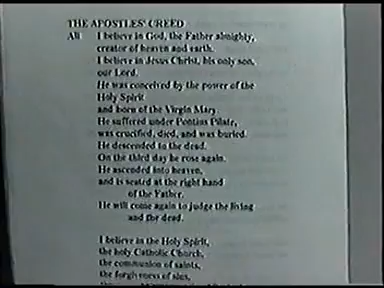 THE APOSTLES' CREED
All I believe in God, the Father almighty,
creator of heaven and earth.
I believe in Jesus Christ, his only son,
our Lord.
He was conceived by the power of the
Holy Spirit
and born of the Virgin Mary.
He suffered under Pontius Pilate,
was crucified, died, and was buried.
He descended to the dead.
On the third day he rose again.
He ascended into heaven,
and is seated at the right hand
of the Father.
He will come again to judge the living
and the dead.
I believe in the Holy Spirit,
the holy Catholic Church,
the communion of saints,
the forgiveness of sins,